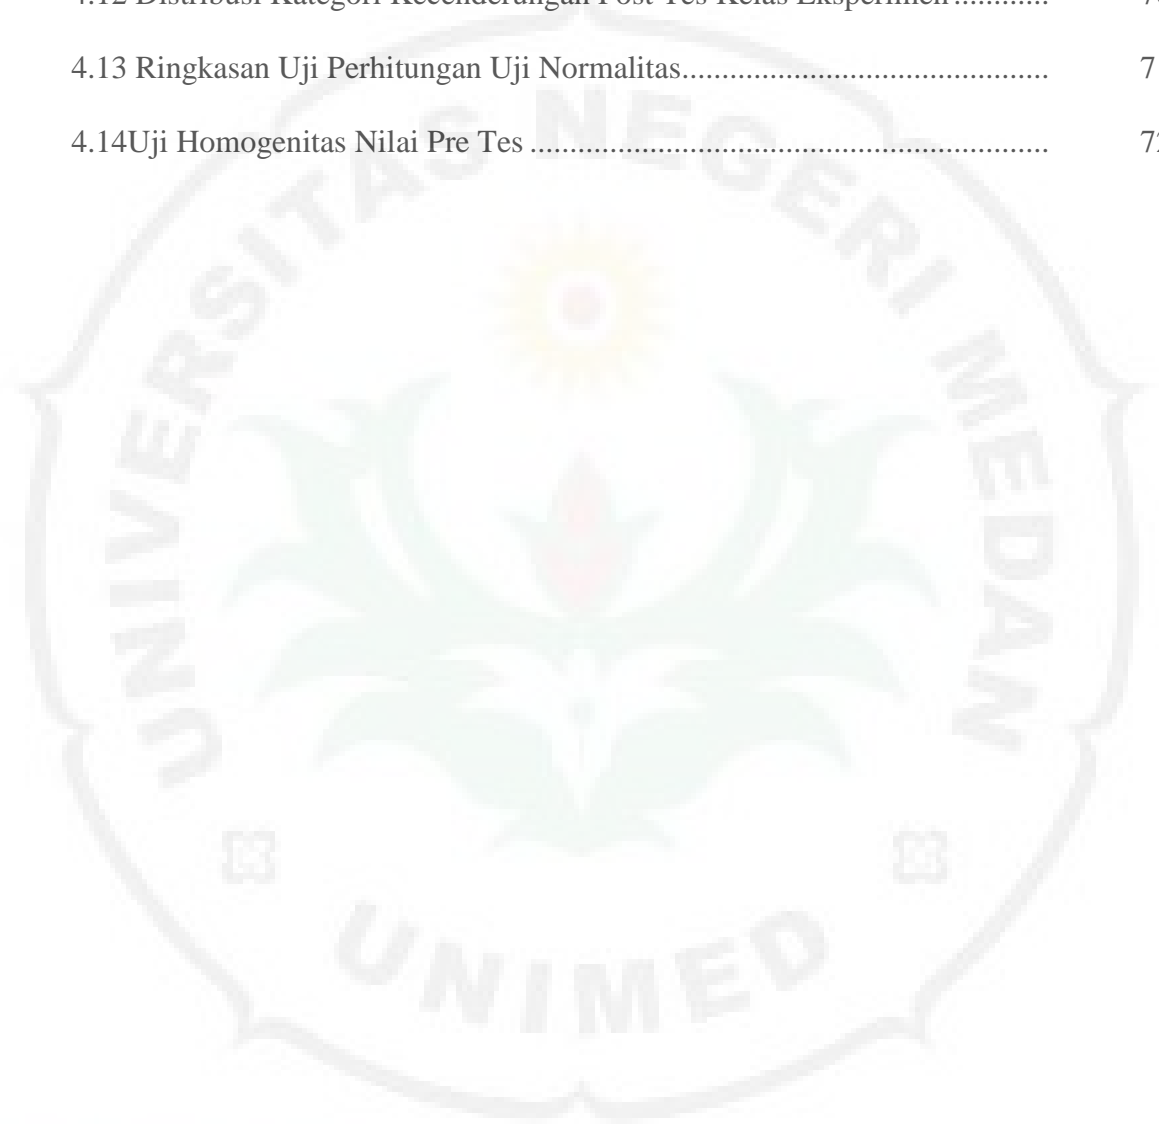 4.12 Distribusi Kategori Kecenderungan Post Tes Kelas Eksperimen............
4.13 Ringkasan Uji Perhitungan Uji Normalitas............................................. 7
4.14Uji Homogenitas Nilai Pre Tes ................................................................ 72
UNIVERSITAS NEGERI MEDAN
UNIMED